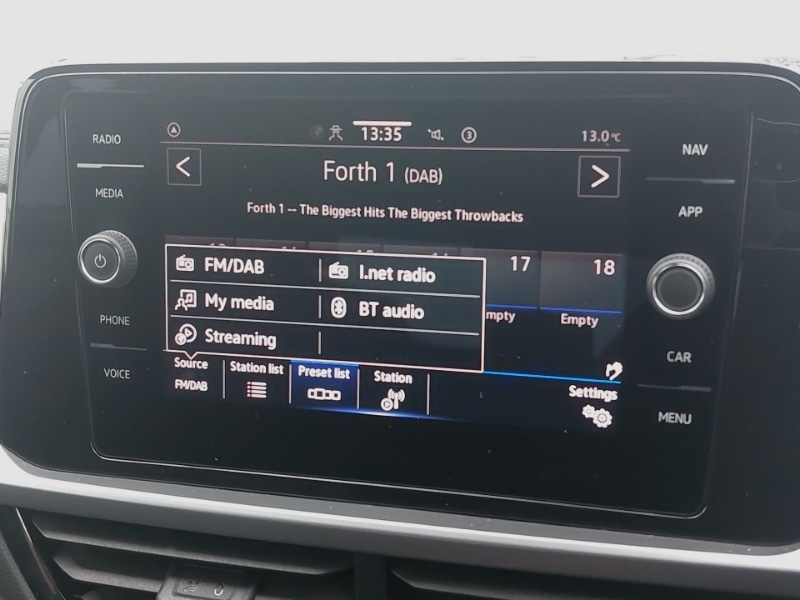 RADIO
MEDIA
PHONE
VOICE
13:35
3
13.0°C
NAV
APP
CAR
MENU
< Forth 1 (DAB) >
Forth 1 -- The Biggest Hits The Biggest Throwbacks
17
18
Empty
FM/DAB
I.net radio
My media
BT audio
Streaming
Source
FM/DAB
Station list
Preset list
Station
Settings